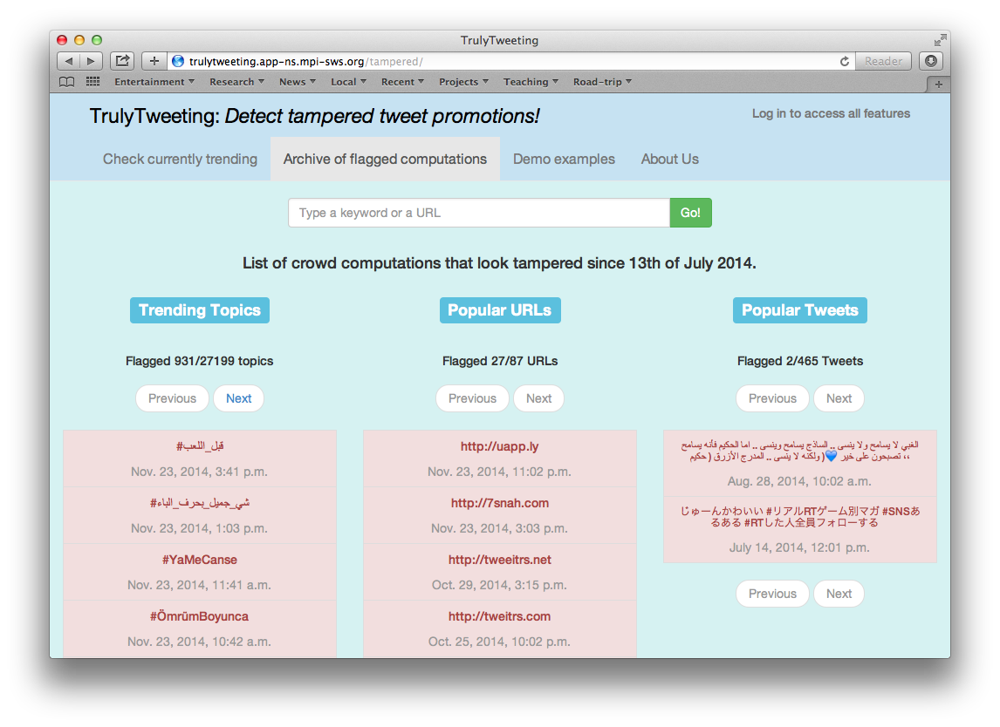 TrulyTweeting
trulytweeting.app-ns.mpi-sws.org/tampered/
Reader
Entertainment Research News Local Recent Projects Teaching Road-trip
TrulyTweeting: Detect tampered tweet promotions!
Log in to access all features
Check currently trending
Archive of flagged computations
Demo examples
About Us
Type a keyword or a URL
Go!
List of crowd computations that look tampered since 13th of July 2014.
Trending Topics
Flagged 931/27199 topics
Previous Next
#قبل_اللعب
Nov. 23, 2014, 3:41 p.m.
#شي_جميل_بحرف_الباء
Nov. 23, 2014, 1:03 p.m.
#YaMeCanse
Nov. 23, 2014, 11:41 a.m.
#ÖmrümBoyunca
Nov. 23, 2014, 10:42 a.m.
Popular URLs
Flagged 27/87 URLs
Previous Next
http://uapp.ly
Nov. 23, 2014, 11:02 p.m.
http://7snah.com
Nov. 23, 2014, 3:03 p.m.
http://tweeitrs.net
Oct. 29, 2014, 3:15 p.m.
http://tweitrs.com
Oct. 25, 2014, 10:02 p.m.
Popular Tweets
Flagged 2/465 Tweets
Previous Next
الغبي لا يسامح ولا ينسى .. الساذج يسامح وينسى .. اما الحكيم فأنه يسامح
ولكنه لا ينسى .. المدرج الأزرق ( حكيم )💙 تصبحون على خير ،،
Aug. 28, 2014, 10:02 a.m.
じゅーんかわいい #リアルRTゲーム別マガ #SNSあ
るある #RTした人全員フォローする
July 14, 2014, 12:01 p.m.
Previous Next